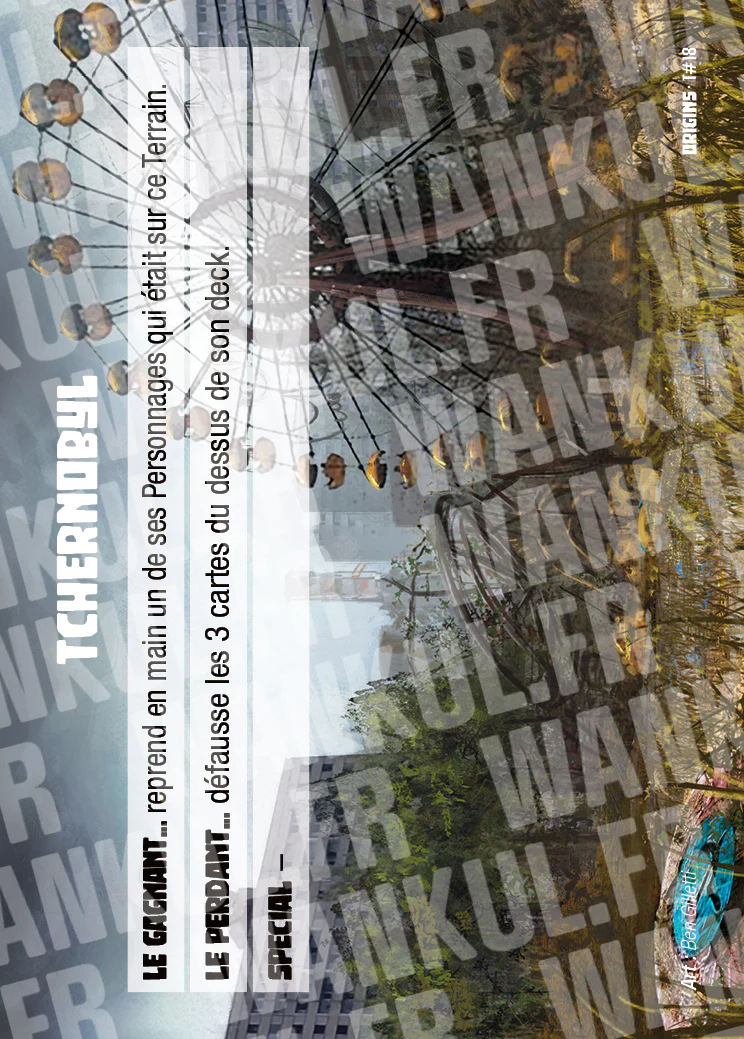 TCHERNOBYL
LE GAGNANT... reprend en main un de ses Personnages qui était sur ce Terrain.
LE PERDANT... défausse les 3 cartes du dessus de son deck.
SPECIAL –
Art : Ben Gilletti
ORIGINS T#18
WANKUL.FR